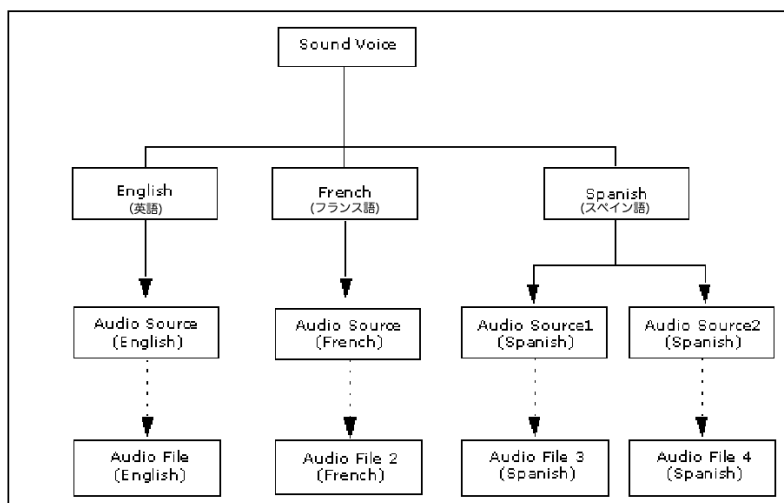 Sound Voice
English
(英語)
French
(フランス語)
Spanish
(スペイン語)
Audio Source
(English)
Audio Source
(French)
Audio Source1
(Spanish)
Audio Source2
(Spanish)
Audio File
(English)
Audio File 2
(French)
Audio File 3
(Spanish)
Audio File 4
(Spanish)